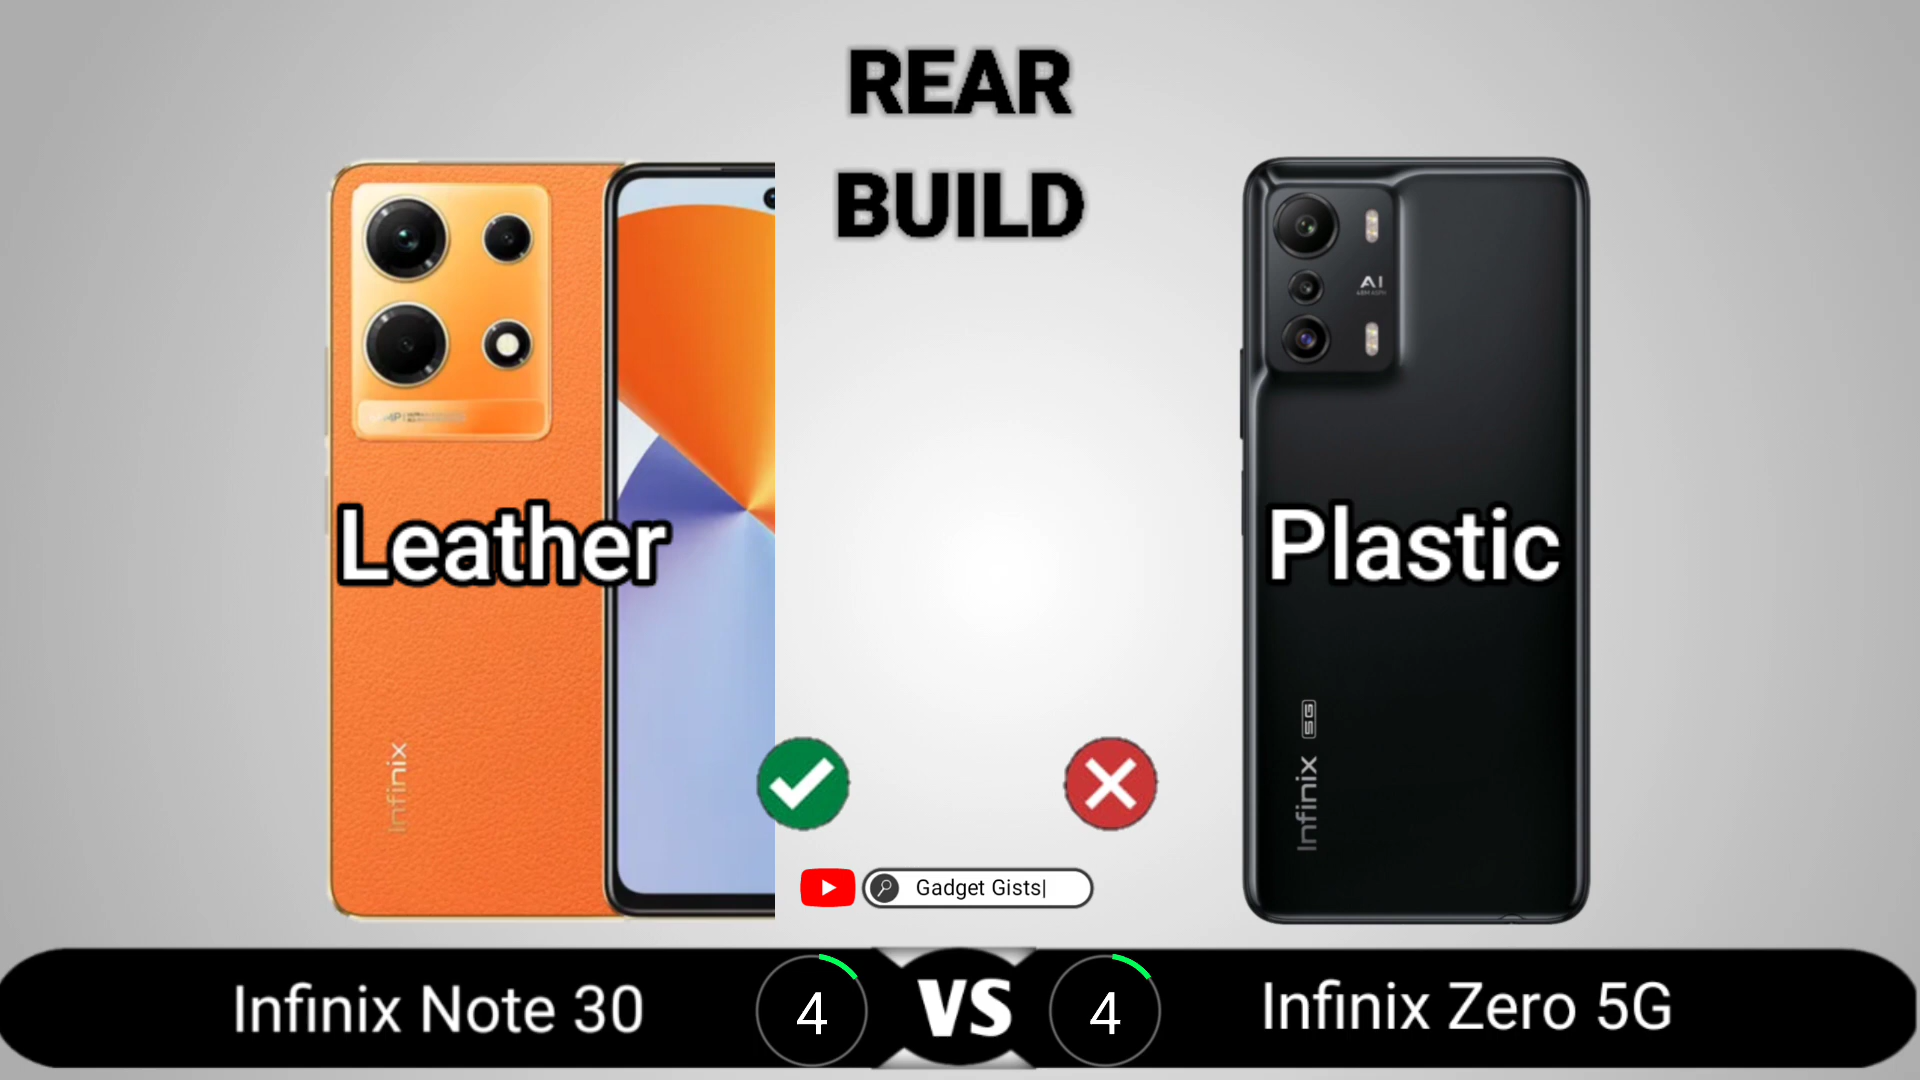 REAR
BUILD
AI
Leather
Plastic
Infinix
Infinix 5G
Gadget Gists|
Infinix Note 30
4
VS
4
Infinix Zero 5G